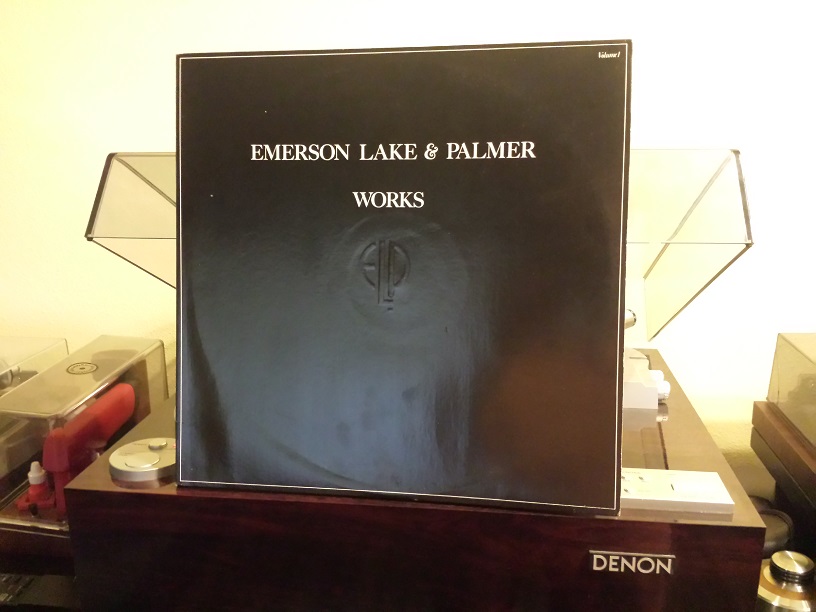 Volume 1
EMERSON LAKE & PALMER
WORKS
ELP
DENON